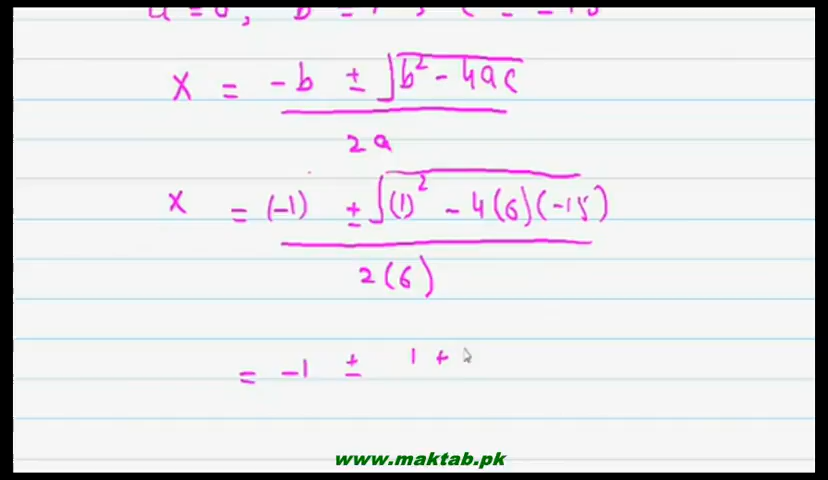 x = -b ± √b² - 4ac
2a
x = (-1) ± √(1)² - 4(6)(-15)
2(6)
= -1 ± 1 +
www.maktab.pk